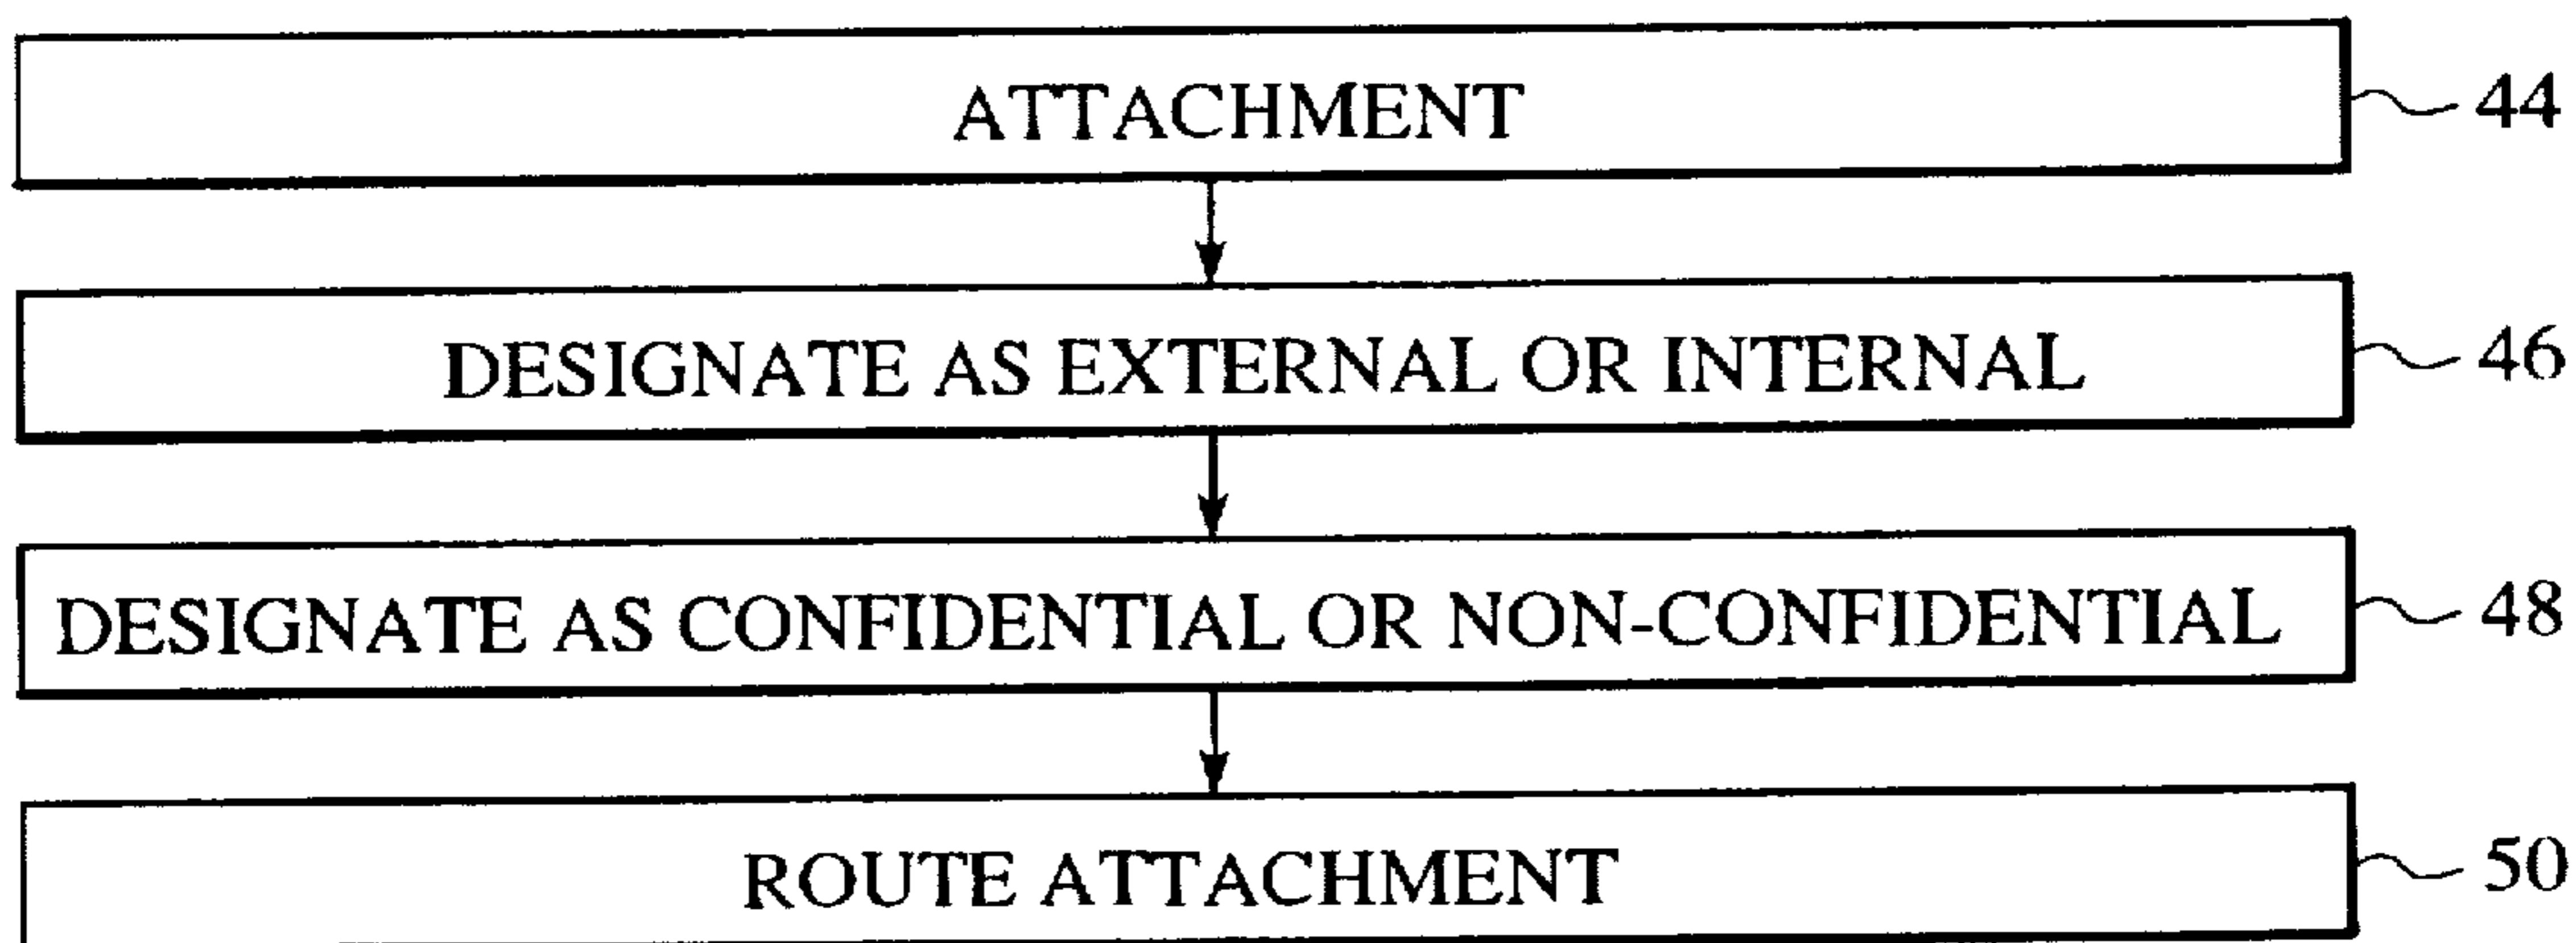 ATTACHMENT 44
DESIGNATE AS EXTERNAL OR INTERNAL 46
DESIGNATE AS CONFIDENTIAL OR NON-CONFIDENTIAL 48
ROUTE ATTACHMENT 50